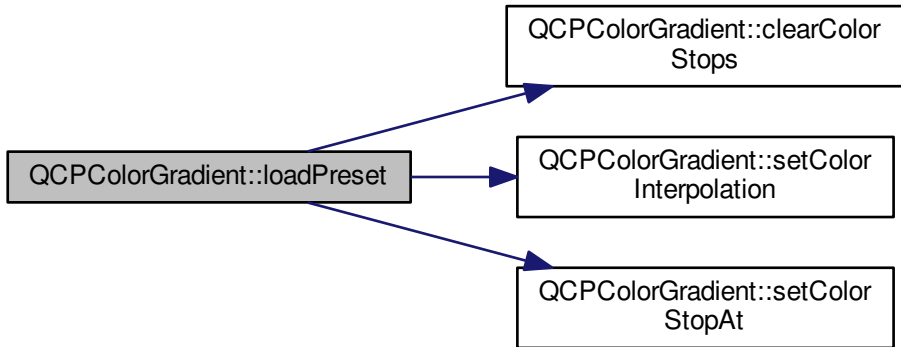 QCPColorGradient::clearColor
Stops
QCPColorGradient::loadPreset
QCPColorGradient::setColor
Interpolation
QCPColorGradient::setColor
StopAt